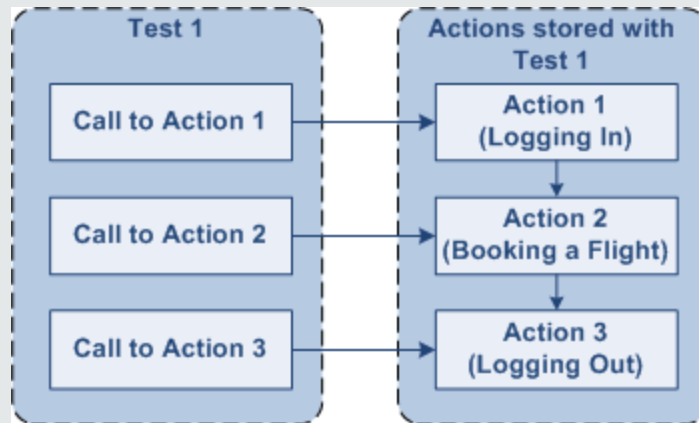 Test 1
Call to Action 1
Call to Action 2
Call to Action 3
Actions stored with
Test 1
Action 1
(Logging In)
Action 2
(Booking a Flight)
Action 3
(Logging Out)